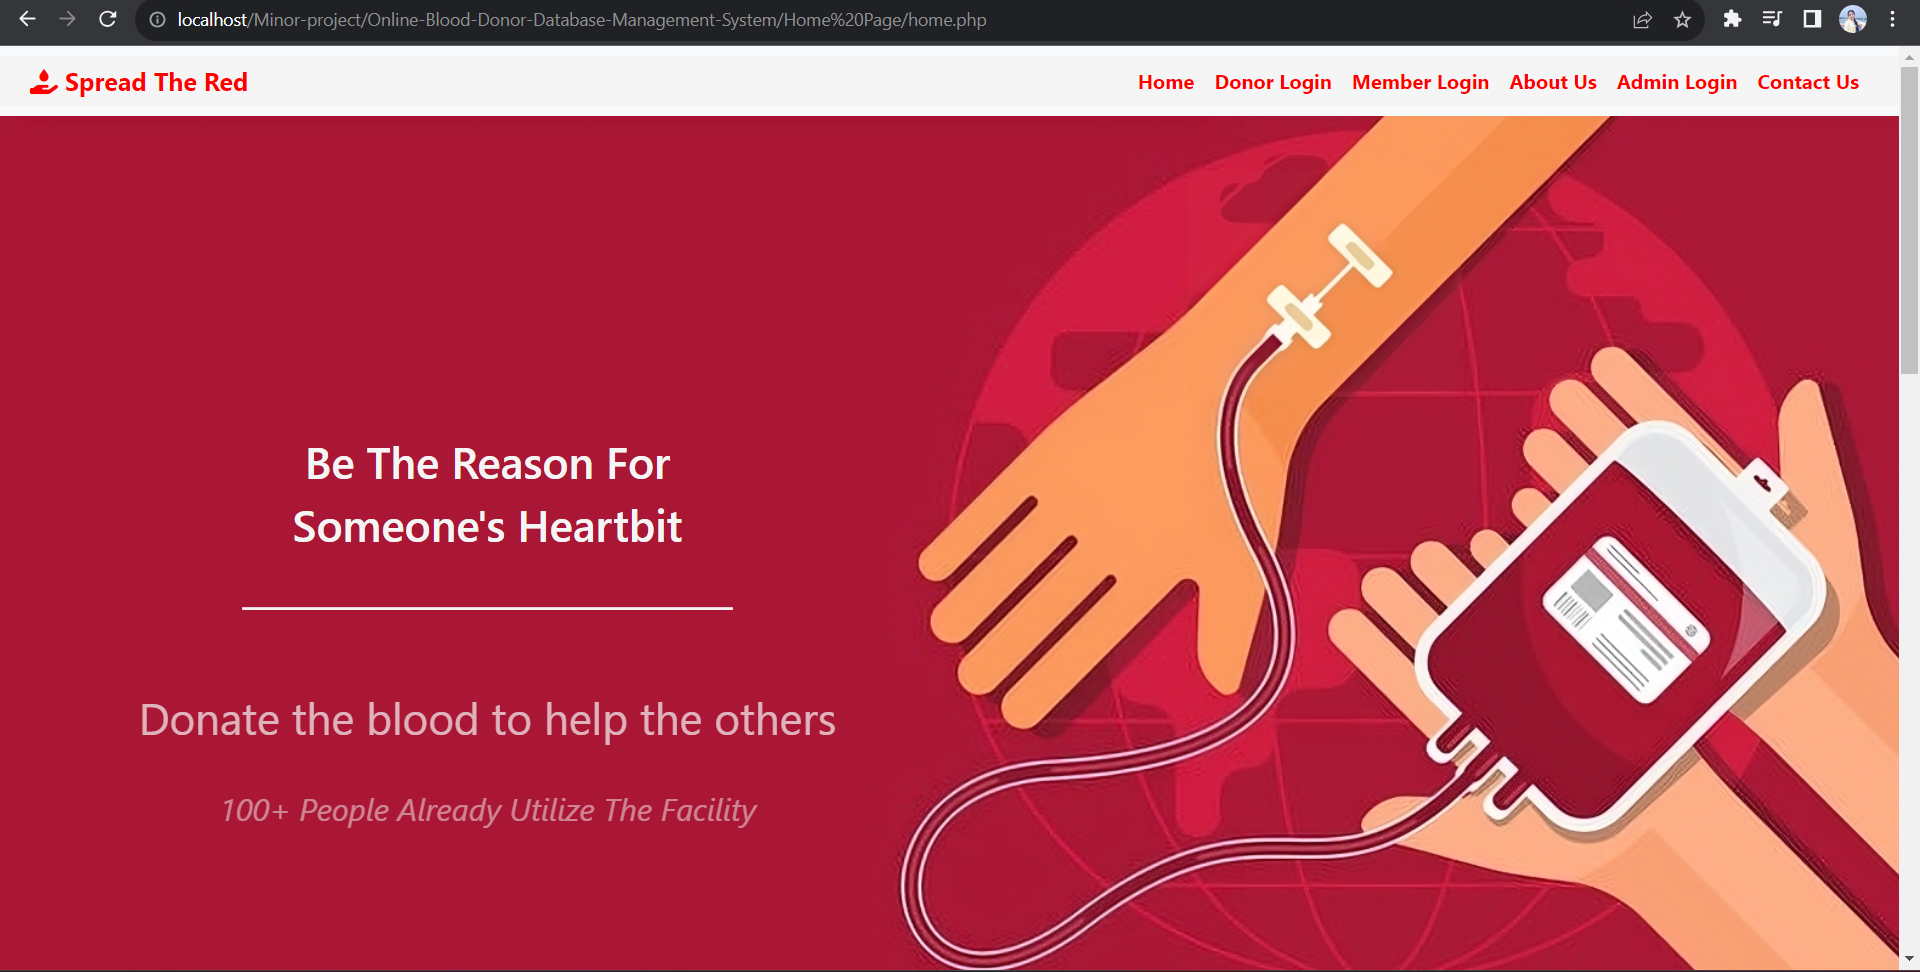 localhost/Minor-project/Online-Blood-Donor-Database-Management-System/Home%20Page/home.php
Spread The Red
Home Donor Login Member Login About Us Admin Login Contact Us
Be The Reason For
Someone's Heartbit
Donate the blood to help the others
100+ People Already Utilize The Facility